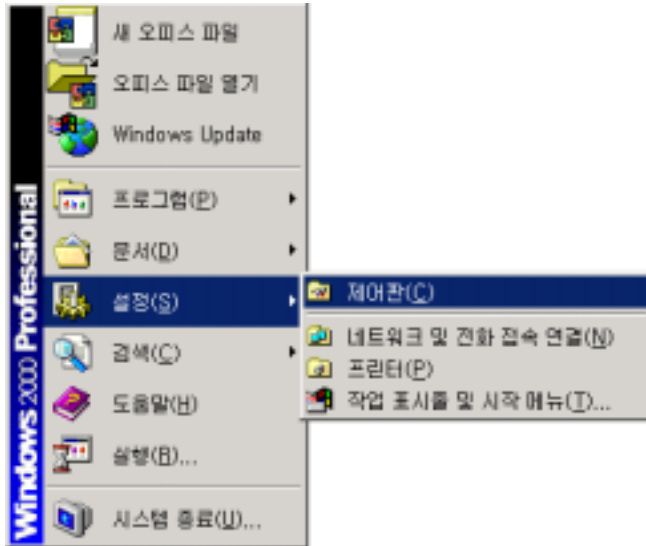 새 오피스 파일
오피스 파일 열기
Windows Update
프로그램(P)
문서(D)
설정(S)
검색(C)
도움말(H)
실행(R)...
시스템 종료(U)...
Windows 2000 Professional
제어판(C)
네트워크 및 전화 접속 연결(N)
프린터(P)
작업 표시줄 및 시작 메뉴(T)...